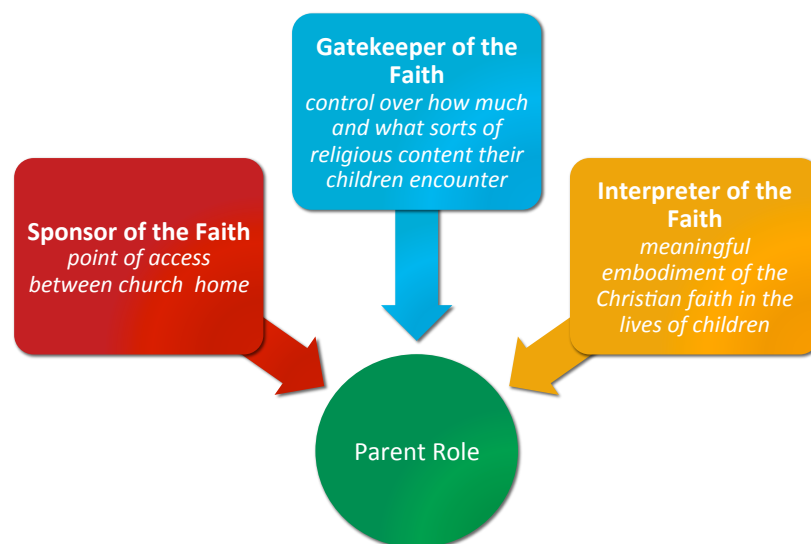 Gatekeeper of the
Faith
control over how much
and what sorts of
religious content their
children encounter
Sponsor of the Faith
point of access
between church  home
Interpreter of the
Faith
meaningful
embodiment of the
Christian faith in the
lives of children
Parent Role